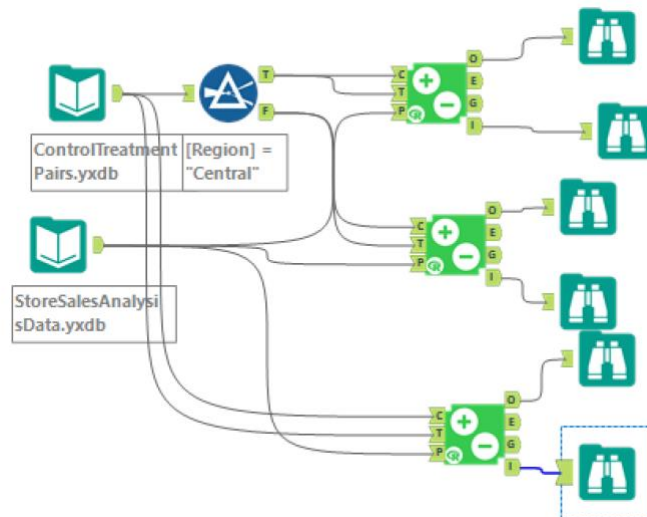 O
T
C
E
T
G
F
P
R
I
ControlTreatment
Pairs.yxdb
[Region] =
"Central"
O
C
E
T
G
P
R
I
StoreSalesAnalysi
sData.yxdb
O
C
E
T
G
P
R
I